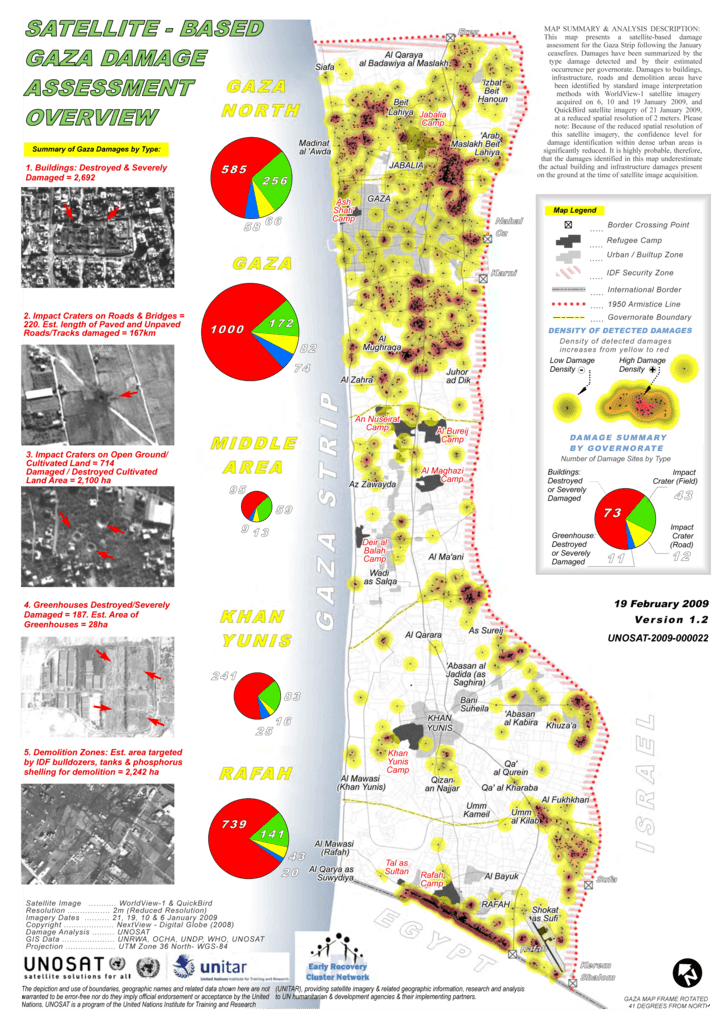 SATELLITE - BASED
GAZA DAMAGE
ASSESSMENT
OVERVIEW
Summary of Gaza Damages by Type:
1. Buildings: Destroyed & Severely
Damaged = 2,692
2. Impact Craters on Roads & Bridges =
220. Est. length of Paved and Unpaved
Roads/Tracks damaged = 167km
3. Impact Craters on Open Ground/
Cultivated Land = 714
Damaged / Destroyed Cultivated
Land Area = 2,100 ha
4. Greenhouses Destroyed/Severely
Damaged = 187. Est. Area of
Greenhouses = 28ha
5. Demolition Zones: Est. area targeted
by IDF bulldozers, tanks & phosphorus
shelling for demolition = 2,242 ha
Satellite Image .......... WorldView-1 & QuickBird
Resolution ................ 2m (Reduced Resolution)
Imagery Dates ....... 21, 19, 10 & 6 January 2009
Copyright ................... NextView - Digital Globe (2008)
Damage Analysis ........ UNOSAT
GIS Data .................... UNRWA, OCHA, UNDP, WHO, UNOSAT
Projection ................... UTM Zone 36 North- WGS-84
UNOSAT
satellite solutions for all
unitar
United Nations Institute for Training and Research
Early Recovery
Cluster Network
The depiction and use of boundaries, geographic names and related data shown here are not
warranted to be error-free nor do they imply official endorsement or acceptance by the United
Nations. UNOSAT is a program of the United Nations Institute for Training and Research
(UNITAR), providing satellite imagery & related geographic information, research and analysis
to UN humanitarian & development agencies & their implementing partners.
GAZA
NORTH
585
256
66
58
GAZA
1000
172
82
74
MIDDLE
AREA
95
59
13
9
KHAN
YUNIS
241
83
16
25
RAFAH
739
141
43
20
GAZA STRIP
ISRAEL
EGYPT
Erez
Al Qaraya
al Badawiya al Maslakh
Siafa
'Izbat
Beit
Hanoun
Beit
Lahiya
Jabalia
Camp
'Arab
Maslakh Beit
Lahiya
Madinat
al 'Awda
JABALIA
GAZA
Ash
Shati'
Camp
Nahal
Oz
Karni
Al
Mughraqa
Juhor
ad Dik
Al Zahra
An Nuseirat
Camp
Al Bureij
Camp
Al Maghazi
Camp
Az Zawayda
Deir al
Balah
Camp
Al Ma'ani
Wadi
as Salqa
As Sureij
Al Qarara
'Abasan al
Jadida (as
Saghira)
Bani
Suheila
'Abasan
al Kabira
Khuza'a
KHAN
YUNIS
Khan
Yunis
Camp
Qa'
al Qurein
Al Mawasi
(Khan Yunis)
Qizan
an Najjar
Qa' al Kharaba
Al Fukhkhari
Umm
Kameil
Umm
al Kilab
Al Mawasi
(Rafah)
Al Qarya as
Suwydiya
Tal as
Sultan
Rafah
Camp
Al Bayuk
Sufa
RAFAH
Shokat
as Sufi
Rafah
Kerem
Shalom
MAP SUMMARY & ANALYSIS DESCRIPTION:
This map presents a satellite-based damage
assessment for the Gaza Strip following the January
ceasefires. Damages have been summarized by the
type damage detected and by their estimated
occurrence per governorate. Damages to buildings,
infrastructure, roads and demolition areas have
been identified by standard image interpretation
methods with WorldView-1 satellite imagery
acquired on 6, 10 and 19 January 2009, and
QuickBird satellite imagery of 21 January 2009,
at a reduced spatial resolution of 2 meters. Please
note: Because of the reduced spatial resolution of
this satellite imagery, the confidence level for
damage identification within dense urban areas is
significantly reduced. It is highly probable, therefore,
that the damages identified in this map underestimate
the actual building and infrastructure damages present
on the ground at the time of satellite image acquisition.
Map Legend
Border Crossing Point
Refugee Camp
Urban / Builtup Zone
IDF Security Zone
International Border
1950 Armistice Line
Governorate Boundary
DENSITY OF DETECTED DAMAGES
Density of detected damages
increases from yellow to red
Low Damage
Density
High Damage
Density
DAMAGE SUMMARY
BY GOVERNORATE
Number of Damage Sites by Type
Buildings:
Destroyed
or Severely
Damaged
Impact
Crater (Field)
43
73
Impact
Crater
(Road)
12
Greenhouse:
Destroyed
or Severely
Damaged
11
19 February 2009
Version 1.2
UNOSAT-2009-000022
GAZA MAP FRAME ROTATED
41 DEGREES FROM NORTH